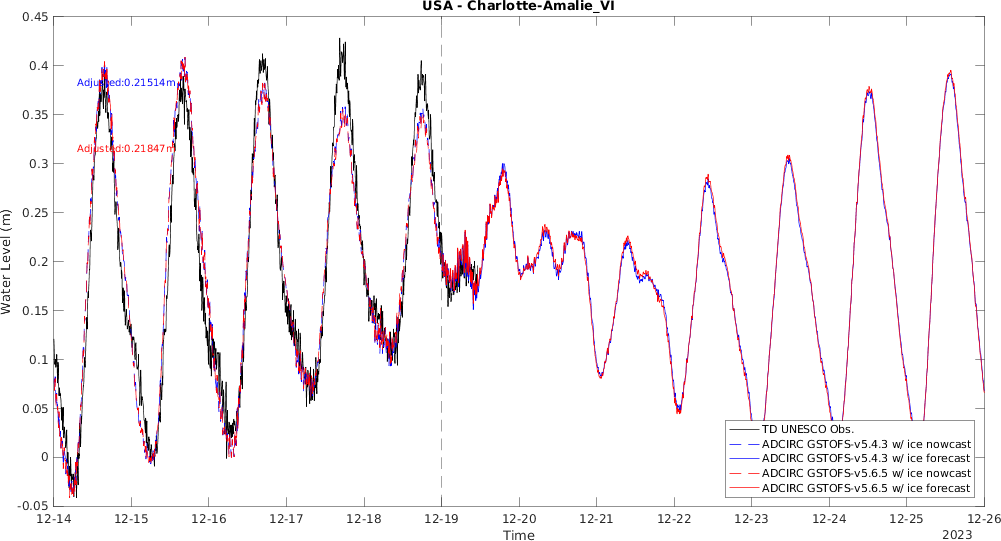 USA - Charlotte-Amalie_VI
0.45
0.4
Adjusted:0.21514m
0.35
Adjusted:0.21847m
0.3
0.25
0.2
0.15
0.1
0.05
0
-0.05
Water Level (m)
TD UNESCO Obs.
ADCIRC GSTOFS-v5.4.3 w/ ice nowcast
ADCIRC GSTOFS-v5.4.3 w/ ice forecast
ADCIRC GSTOFS-v5.6.5 w/ ice nowcast
ADCIRC GSTOFS-v5.6.5 w/ ice forecast
12-14 12-15 12-16 12-17 12-18 12-19 12-20 12-21 12-22 12-23 12-24 12-25 12-26
Time
2023